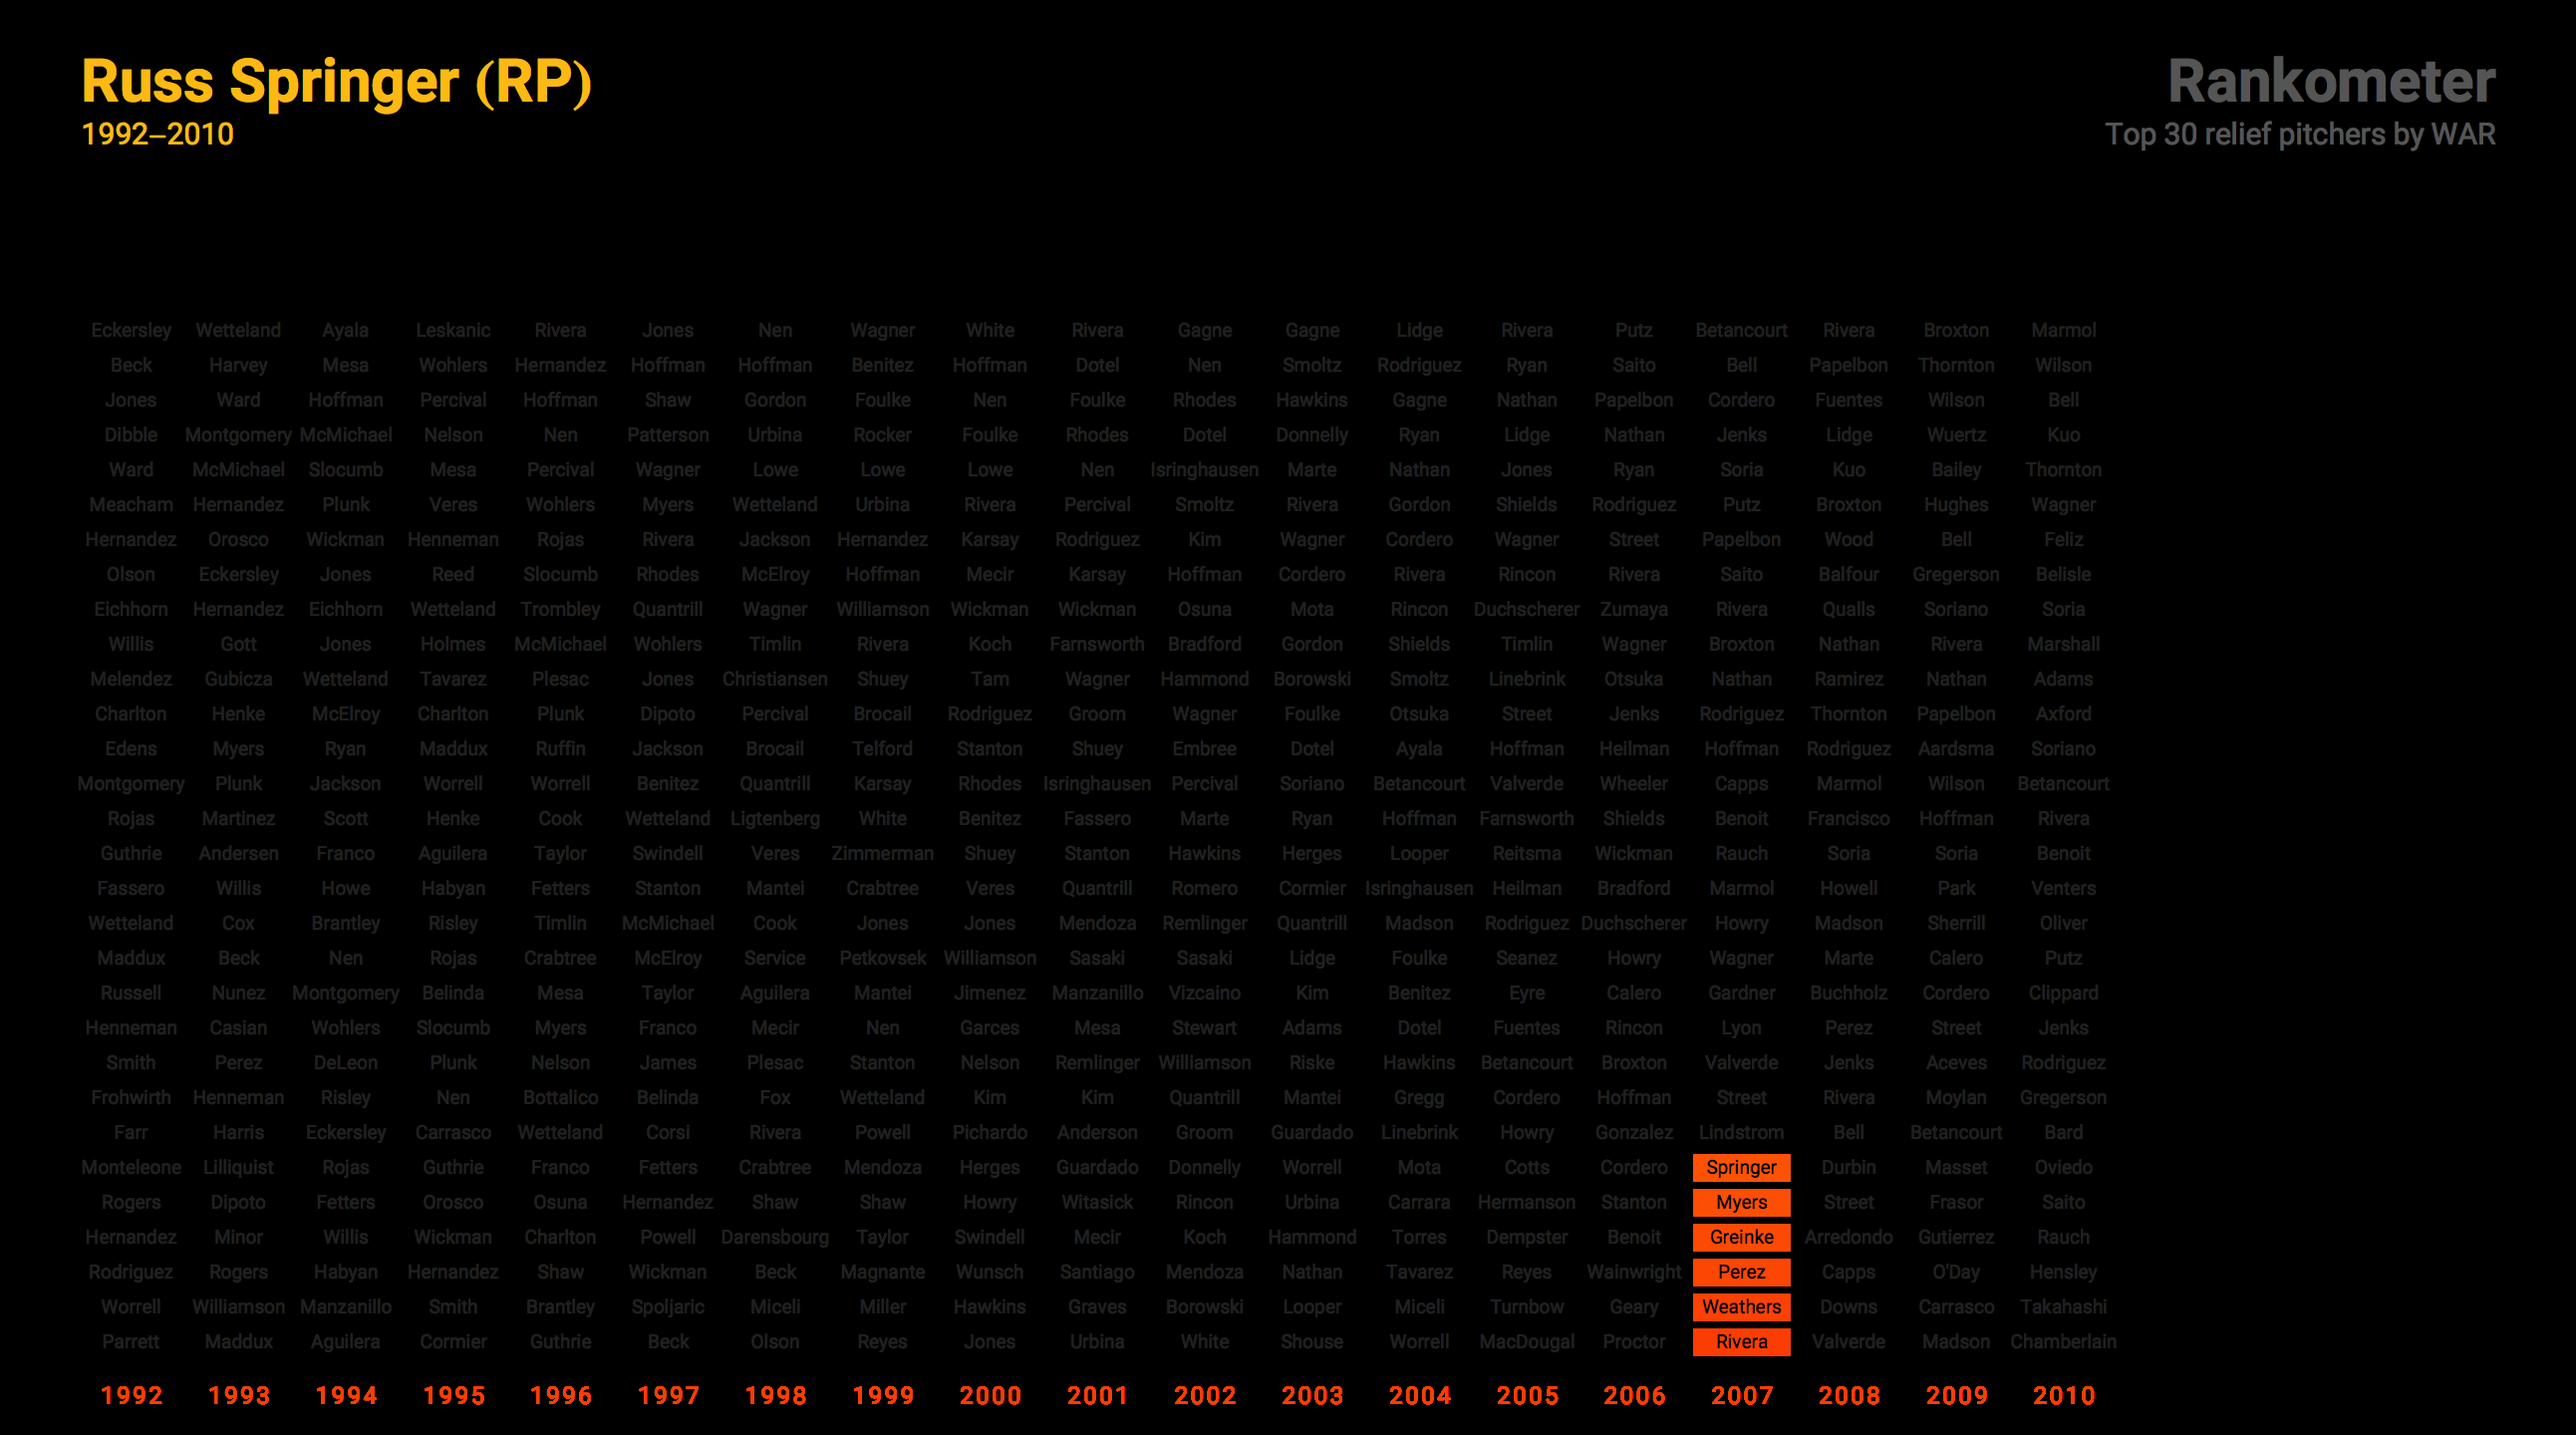 Russ Springer (RP)
1992–2010
Rankometer
Top 30 relief pitchers by WAR
Eckersley Wetteland Ayala Leskanic Rivera Jones Nen Wagner White Rivera Gagne Gagne Lidge Rivera Putz Betancourt Rivera Broxton Marmol
Beck Harvey Mesa Wohlers Hernandez Hoffman Hoffman Benitez Hoffman Dotel Nen Smoltz Rodriguez Ryan Saito Bell Papelbon Thornton Wilson
Jones Ward Hoffman Percival Hoffman Shaw Gordon Foulke Nen Foulke Rhodes Hawkins Gagne Nathan Papelbon Cordero Fuentes Wilson Bell
Dibble Montgomery McMichael Nelson Nen Patterson Urbina Rocker Foulke Rhodes Dotel Donnelly Ryan Lidge Nathan Jenks Lidge Wuertz Kuo
Ward McMichael Slocumb Mesa Percival Wagner Lowe Lowe Lowe Nen Isringhausen Marte Nathan Jones Ryan Soria Kuo Bailey Thornton
Meacham Hernandez Plunk Veres Wohlers Myers Wetteland Urbina Rivera Percival Smoltz Rivera Gordon Shields Rodriguez Putz Broxton Hughes Wagner
Hernandez Orosco Wickman Henneman Rojas Rivera Jackson Hernandez Karsay Rodriguez Kim Wagner Cordero Wagner Street Papelbon Wood Bell Feliz
Olson Eckersley Jones Reed Slocumb Rhodes McElroy Hoffman Mecir Karsay Hoffman Cordero Rivera Rincon Rivera Saito Balfour Gregerson Belisle
Eichhorn Hernandez Eichhorn Wetteland Trombley Quantrill Wagner Williamson Wickman Wickman Osuna Mota Rincon Duchscherer Zumaya Rivera Qualls Soriano Soria
Willis Gott Jones Holmes McMichael Wohlers Timlin Rivera Koch Farnsworth Bradford Gordon Shields Timlin Wagner Broxton Nathan Rivera Marshall
Melendez Gubicza Wetteland Tavarez Plesac Jones Christiansen Shuey Tam Wagner Hammond Borowski Smoltz Linebrink Otsuka Nathan Ramirez Nathan Adams
Charlton Henke McElroy Charlton Plunk Dipoto Percival Brocail Rodriguez Groom Wagner Foulke Otsuka Street Jenks Rodriguez Thornton Papelbon Axford
Edens Myers Ryan Maddux Ruffin Jackson Brocail Telford Stanton Shuey Embree Dotel Ayala Hoffman Heilman Hoffman Rodriguez Aardsma Soriano
Montgomery Plunk Jackson Worrell Worrell Benitez Quantrill Karsay Rhodes Isringhausen Percival Soriano Betancourt Valverde Wheeler Capps Marmol Wilson Betancourt
Rojas Martinez Scott Henke Cook Wetteland Ligtenberg White Benitez Fassero Marte Ryan Hoffman Farnsworth Shields Benoit Francisco Hoffman Rivera
Guthrie Andersen Franco Aguilera Taylor Swindell Veres Zimmerman Shuey Stanton Hawkins Herges Looper Reitsma Wickman Rauch Soria Soria Benoit
Fassero Willis Howe Habyan Fetters Stanton Mantei Crabtree Veres Quantrill Romero Cormier Isringhausen Heilman Bradford Marmol Howell Park Venters
Wetteland Cox Brantley Risley Timlin McMichael Cook Jones Jones Mendoza Remlinger Quantrill Madson Rodriguez Duchscherer Howry Madson Sherrill Oliver
Maddux Beck Nen Rojas Crabtree McElroy Service Petkovsek Williamson Sasaki Sasaki Lidge Foulke Seanez Howry Wagner Marte Calero Putz
Russell Nunez Montgomery Belinda Mesa Taylor Aguilera Mantei Jimenez Manzanillo Vizcaino Kim Benitez Eyre Calero Gardner Buchholz Cordero Clippard
Henneman Casian Wohlers Slocumb Myers Franco Mecir Nen Garces Mesa Stewart Adams Dotel Fuentes Rincon Lyon Perez Street Jenks
Smith Perez DeLeon Plunk Nelson James Plesac Stanton Nelson Remlinger Williamson Riske Hawkins Betancourt Broxton Valverde Jenks Aceves Rodriguez
Frohwirth Henneman Risley Nen Bottalico Belinda Fox Wetteland Kim Kim Quantrill Mantei Gregg Cordero Hoffman Street Rivera Moylan Gregerson
Farr Harris Eckersley Carrasco Wetteland Corsi Rivera Powell Pichardo Anderson Groom Guardado Linebrink Howry Gonzalez Lindstrom Bell Betancourt Bard
Monteleone Lilliquist Rojas Guthrie Franco Fetters Crabtree Mendoza Herges Guardado Donnelly Worrell Mota Cotts Cordero Springer Durbin Masset Oviedo
Rogers Dipoto Fetters Orosco Osuna Hernandez Shaw Shaw Howry Witasick Rincon Urbina Carrara Hermanson Stanton Myers Street Frasor Saito
Hernandez Minor Willis Wickman Charlton Powell Darensbourg Taylor Swindell Mecir Koch Hammond Torres Dempster Benoit Greinke Arredondo Gutierrez Rauch
Rodriguez Rogers Habyan Hernandez Shaw Wickman Beck Magnante Wunsch Santiago Mendoza Nathan Tavarez Reyes Wainwright Perez Capps O'Day Hensley
Worrell Williamson Manzanillo Smith Brantley Spoljaric Miceli Miller Hawkins Graves Borowski Looper Miceli Turnbow Geary Weathers Downs Carrasco Takahashi
Parrett Maddux Aguilera Cormier Guthrie Beck Olson Reyes Jones Urbina White Shouse Worrell MacDougal Proctor Rivera Valverde Madson Chamberlain
1992 1993 1994 1995 1996 1997 1998 1999 2000 2001 2002 2003 2004 2005 2006 2007 2008 2009 2010